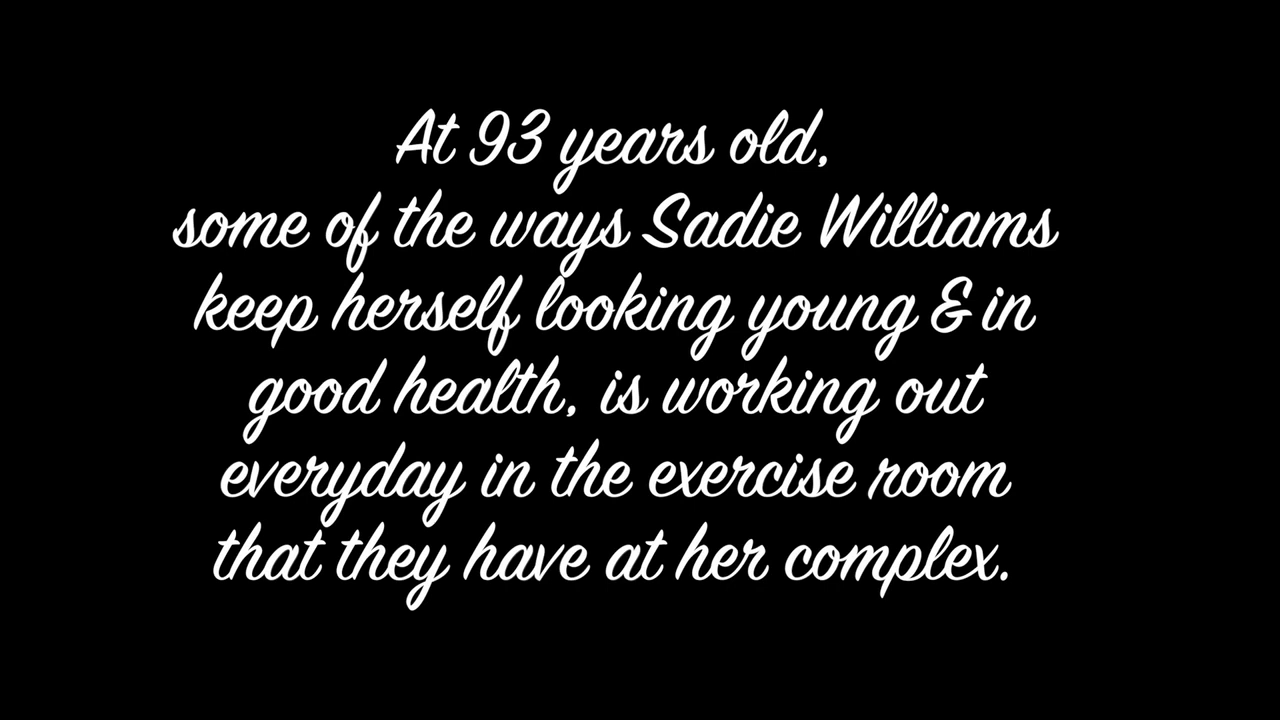 At 93 years old,
some of the ways Sadie Williams
keep herself looking young & in
good health, is working out
everyday in the exercise room
that they have at her complex.